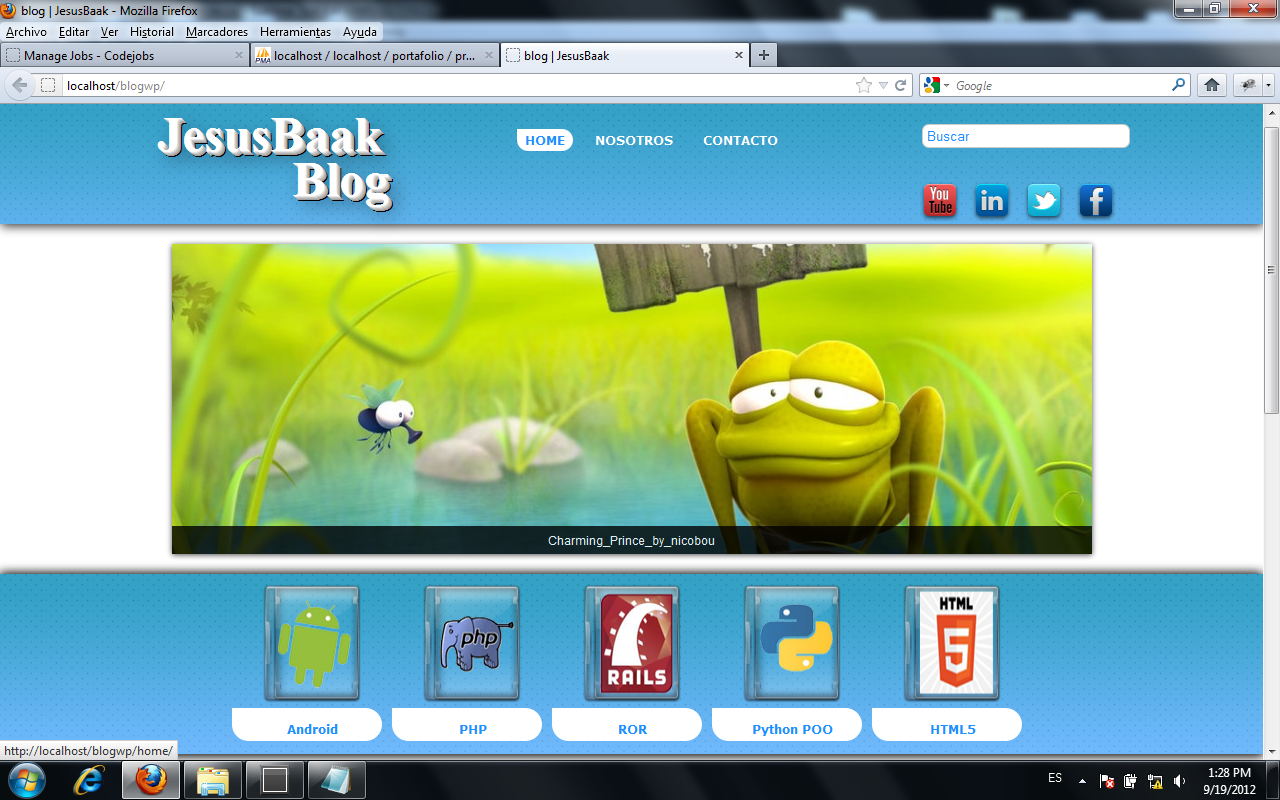 blog | JesusBaak - Mozilla Firefox
Archivo Editar Ver Historial Marcadores Herramientas Ayuda
Manage Jobs - Codejobs
PMA localhost / localhost / portafolio / pr...
blog | JesusBaak
localhost/blogwp/
Google
JesusBaak
Blog
HOME NOSOTROS CONTACTO
Buscar
You
Tube
in
f
Charming_Prince_by_nicobou
php
RAILS
HTML
5
Android PHP ROR Python POO HTML5
http://localhost/blogwp/home/
ES
1:28 PM
9/19/2012